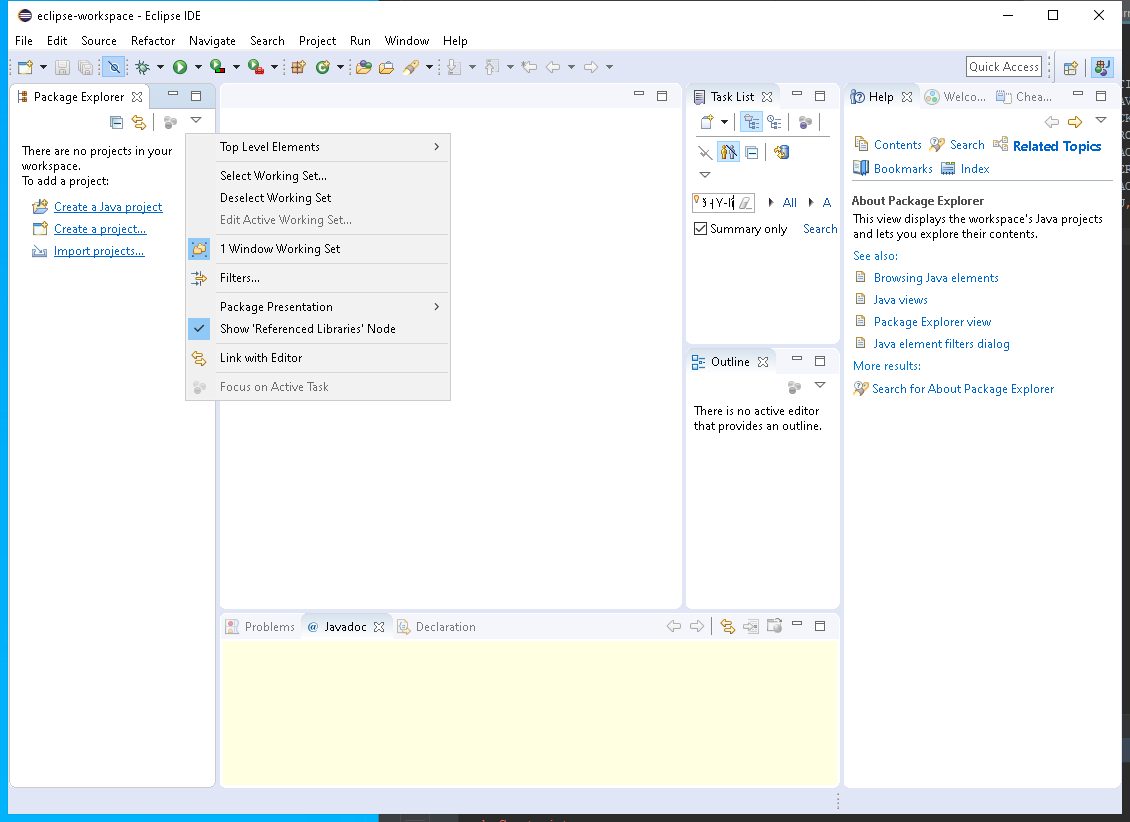 eclipse-workspace - Eclipse IDE
File Edit Source Refactor Navigate Search Project Run Window Help
Quick Access
Package Explorer
There are no projects in your
workspace.
To add a project:
Create a Java project
Create a project...
Import projects...
Top Level Elements
Select Working Set...
Deselect Working Set
Edit Active Working Set...
1 Window Working Set
Filters...
Package Presentation
Show 'Referenced Libraries' Node
Link with Editor
Focus on Active Task
Task List
All A
Summary only Search
Outline
There is no active editor
that provides an outline.
Help Welco... Chea...
Contents Search Related Topics
Bookmarks Index
About Package Explorer
This view displays the workspace's Java projects
and lets you explore their contents.
See also:
Browsing Java elements
Java views
Package Explorer view
Java element filters dialog
More results:
Search for About Package Explorer
Problems @ Javadoc Declaration